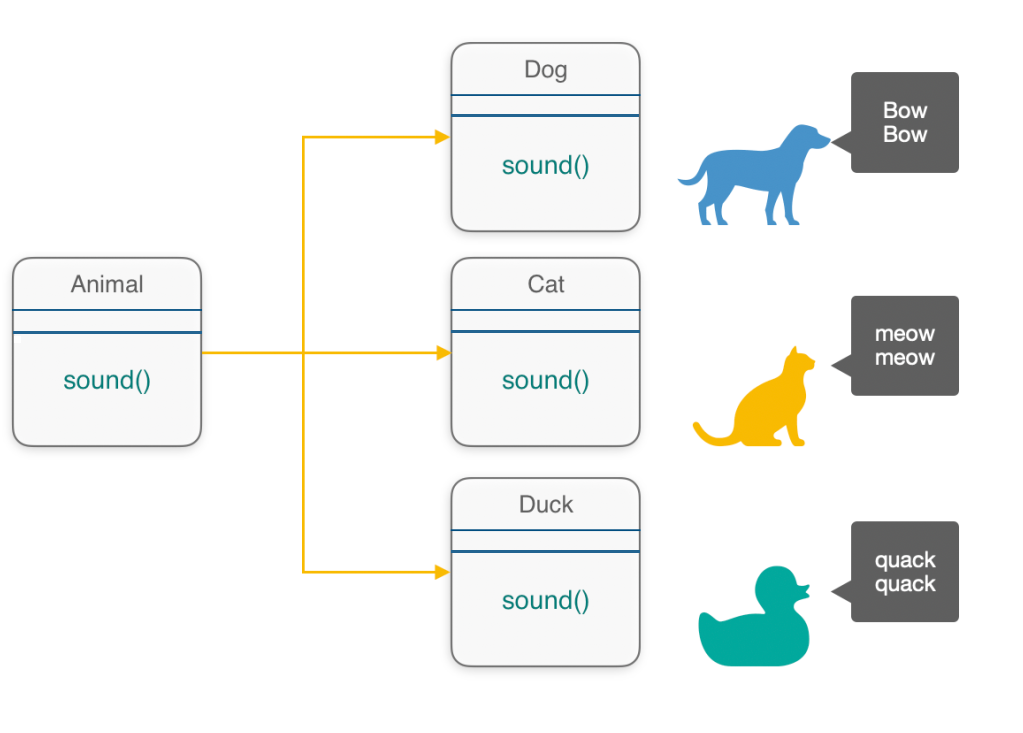 Dog
sound()
Bow
Bow
Animal
sound()
Cat
sound()
meow
meow
Duck
sound()
quack
quack